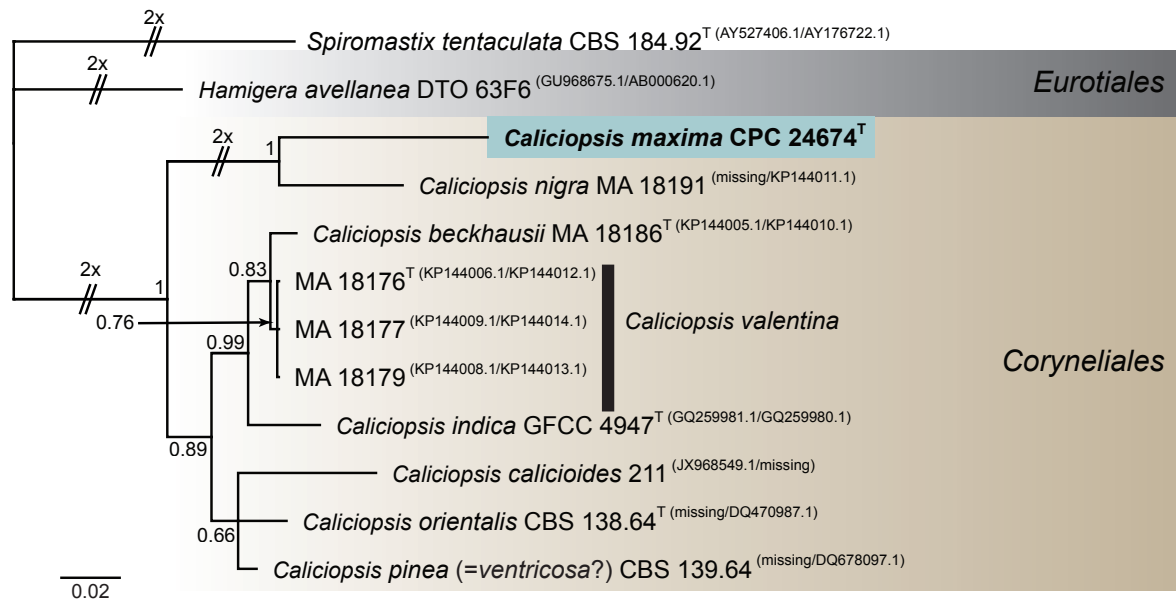 2x
Spiromastix tentaculata CBS 184.92T (AY527406.1/AY176722.1)
2x
Hamigera avellanea DTO 63F6 (GU968675.1/AB000620.1)
Eurotiales
2x
1
Caliciopsis maxima CPC 24674T
Caliciopsis nigra MA 18191 (missing/KP144011.1)
Caliciopsis beckhausii MA 18186T (KP144005.1/KP144010.1)
2x
1
0.83
MA 18176T (KP144006.1/KP144012.1)
0.76
MA 18177 (KP144009.1/KP144014.1)
Caliciopsis valentina
0.99
MA 18179 (KP144008.1/KP144013.1)
Coryneliales
Caliciopsis indica GFCC 4947T (GQ259981.1/GQ259980.1)
0.89
Caliciopsis calicioides 211 (JX968549.1/missing)
Caliciopsis orientalis CBS 138.64T (missing/DQ470987.1)
0.66
Caliciopsis pinea (=ventricosa?) CBS 139.64 (missing/DQ678097.1)
0.02